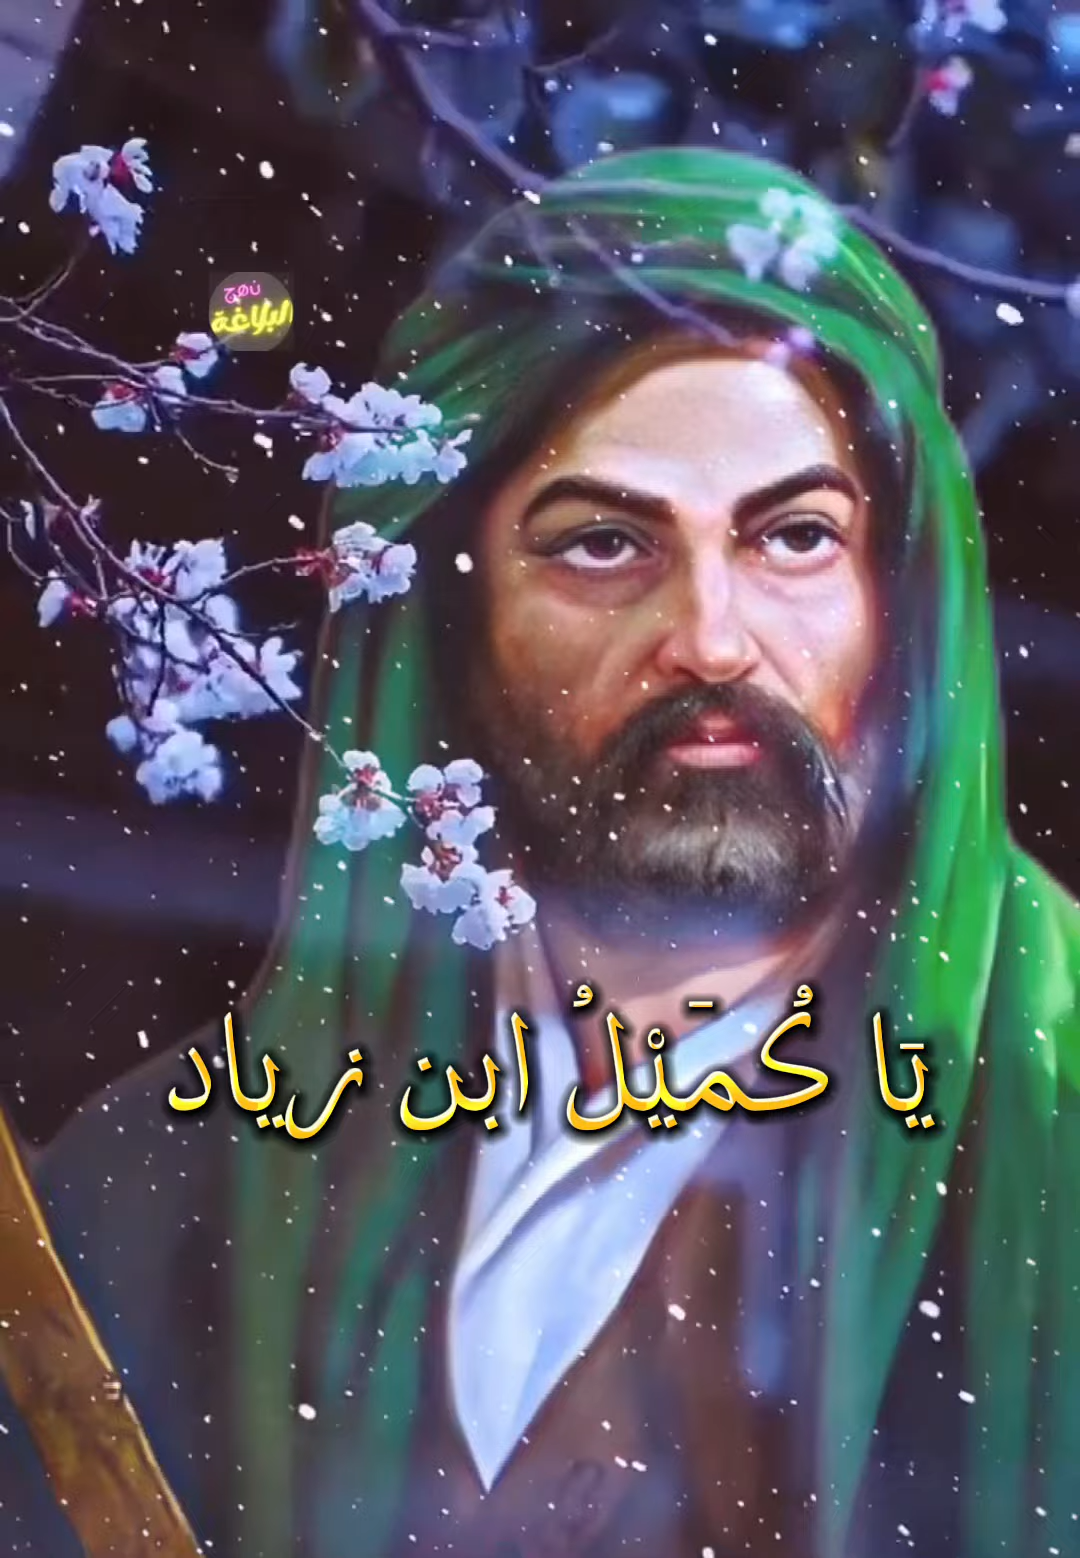 نهج
البلاغة
يَا كُمَيْلُ ابن زياد